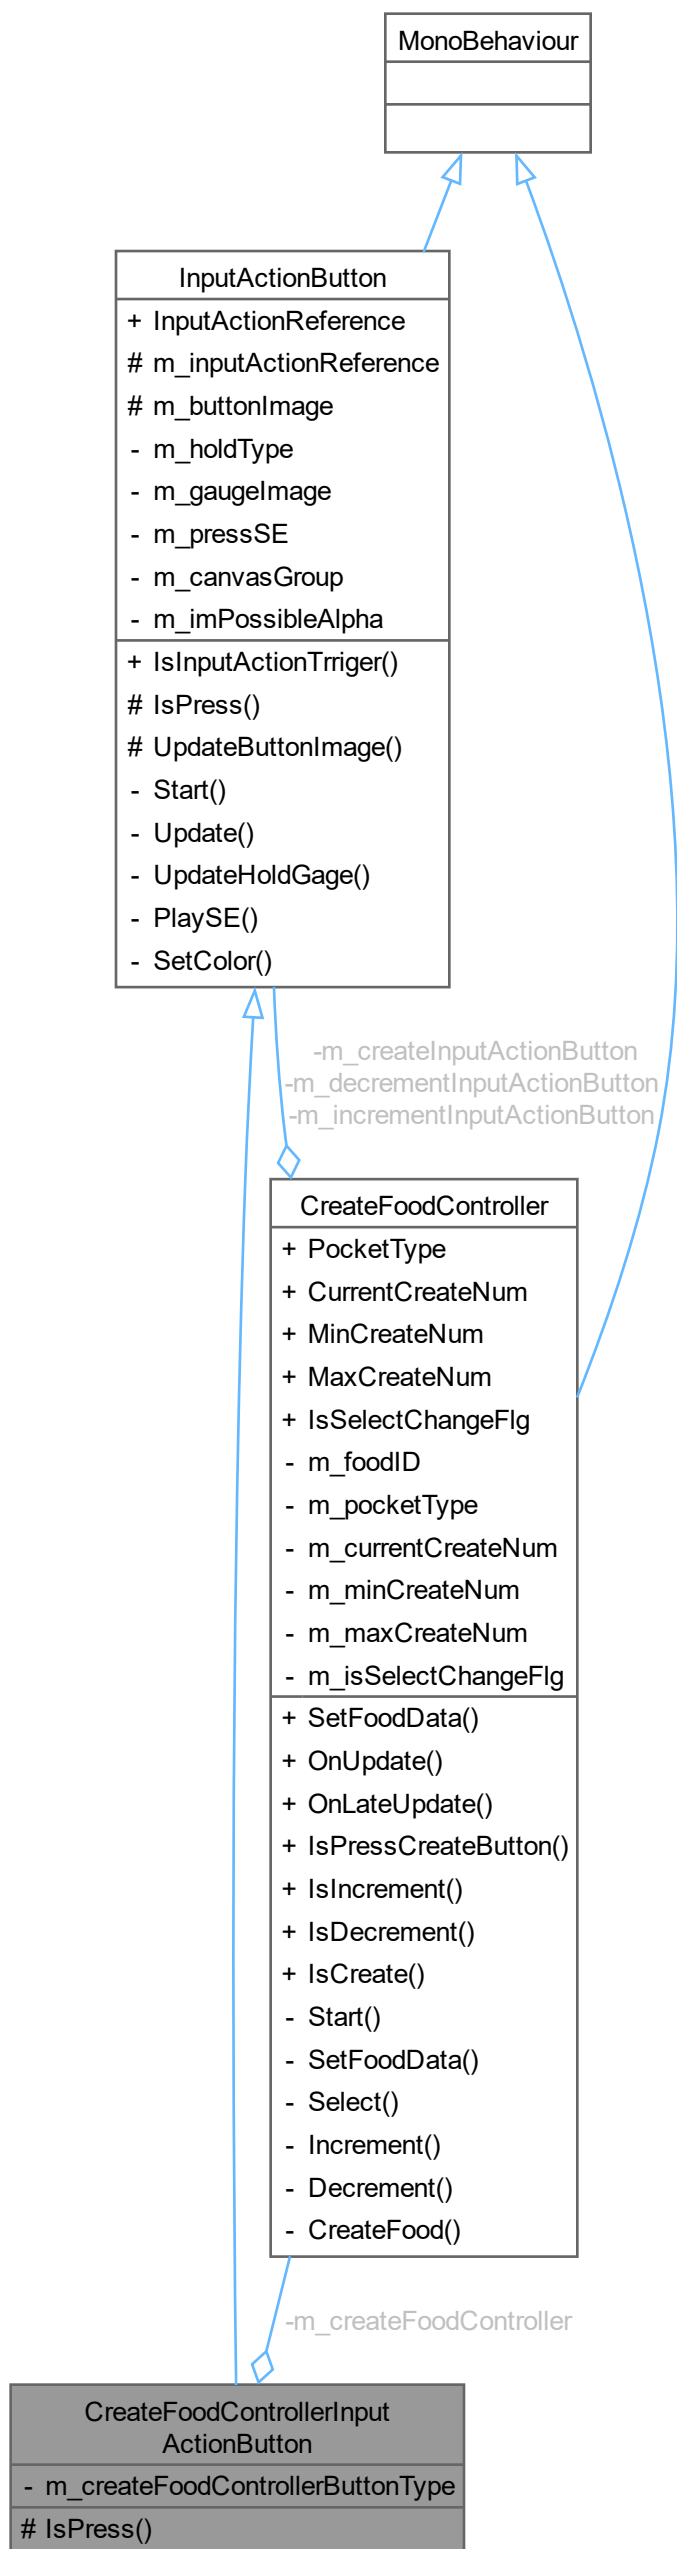 MonoBehaviour
InputActionButton
+ InputActionReference
# m_inputActionReference
# m_buttonImage
- m_holdType
- m_gaugeImage
- m_pressSE
- m_canvasGroup
- m_imPossibleAlpha
+ IsInputActionTrriger()
# IsPress()
# UpdateButtonImage()
- Start()
- Update()
- UpdateHoldGage()
- PlaySE()
- SetColor()
-m_createInputActionButton
-m_decrementInputActionButton
-m_incrementInputActionButton
CreateFoodController
+ PocketType
+ CurrentCreateNum
+ MinCreateNum
+ MaxCreateNum
+ IsSelectChangeFlg
- m_foodID
- m_pocketType
- m_currentCreateNum
- m_minCreateNum
- m_maxCreateNum
- m_isSelectChangeFlg
+ SetFoodData()
+ OnUpdate()
+ OnLateUpdate()
+ IsPressCreateButton()
+ IsIncrement()
+ IsDecrement()
+ IsCreate()
- Start()
- SetFoodData()
- Select()
- Increment()
- Decrement()
- CreateFood()
-m_createFoodController
CreateFoodControllerInput
ActionButton
- m_createFoodControllerButtonType
# IsPress()